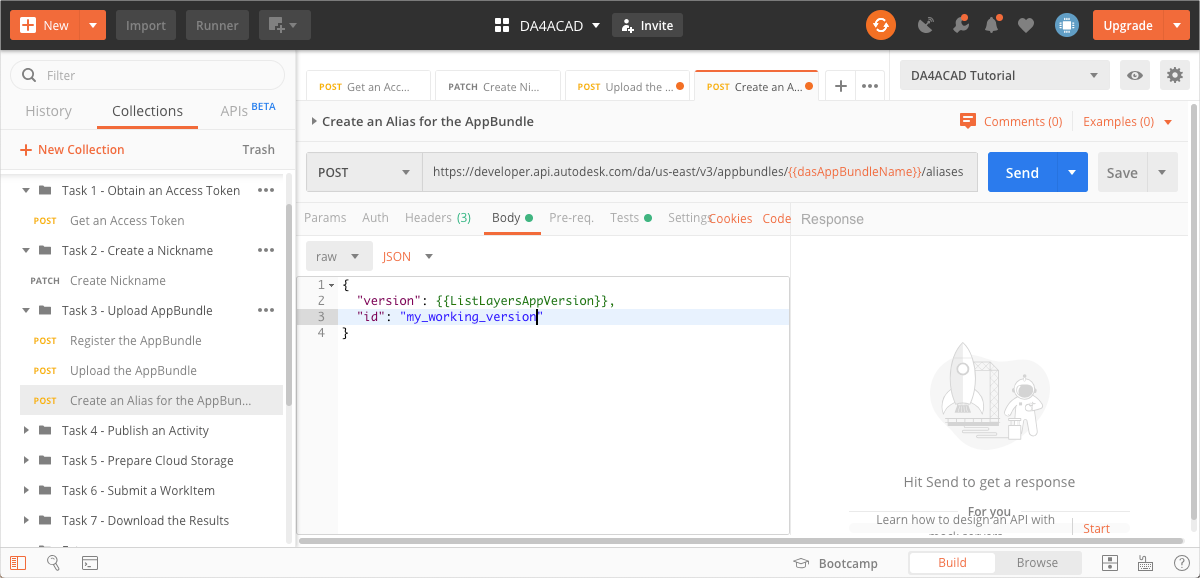 New Import Runner DA4ACAD Invite Upgrade
Filter
History Collections APIs BETA
New Collection Trash
Task 1 - Obtain an Access Token
POST Get an Access Token
Task 2 - Create a Nickname
PATCH Create Nickname
Task 3 - Upload AppBundle
POST Register the AppBundle
POST Upload the AppBundle
POST Create an Alias for the AppBun...
Task 4 - Publish an Activity
Task 5 - Prepare Cloud Storage
Task 6 - Submit a WorkItem
Task 7 - Download the Results
POST Get an Acc... PATCH Create Ni... POST Upload the ... POST Create an A... DA4ACAD Tutorial
Create an Alias for the AppBundle Comments (0) Examples (0)
POST https://developer.api.autodesk.com/da/us-east/v3/appbundles/{{dasAppBundleName}}/aliases Send Save
Params Auth Headers (3) Body Pre-req. Tests Settings Cookies Code Response
raw JSON
1 {
2 "version": {{ListLayersAppVersion}},
3 "id": "my_working_version"
4 }
Hit Send to get a response
For you
Learn how to design an API with Start
mock servers
Bootcamp Build Browse